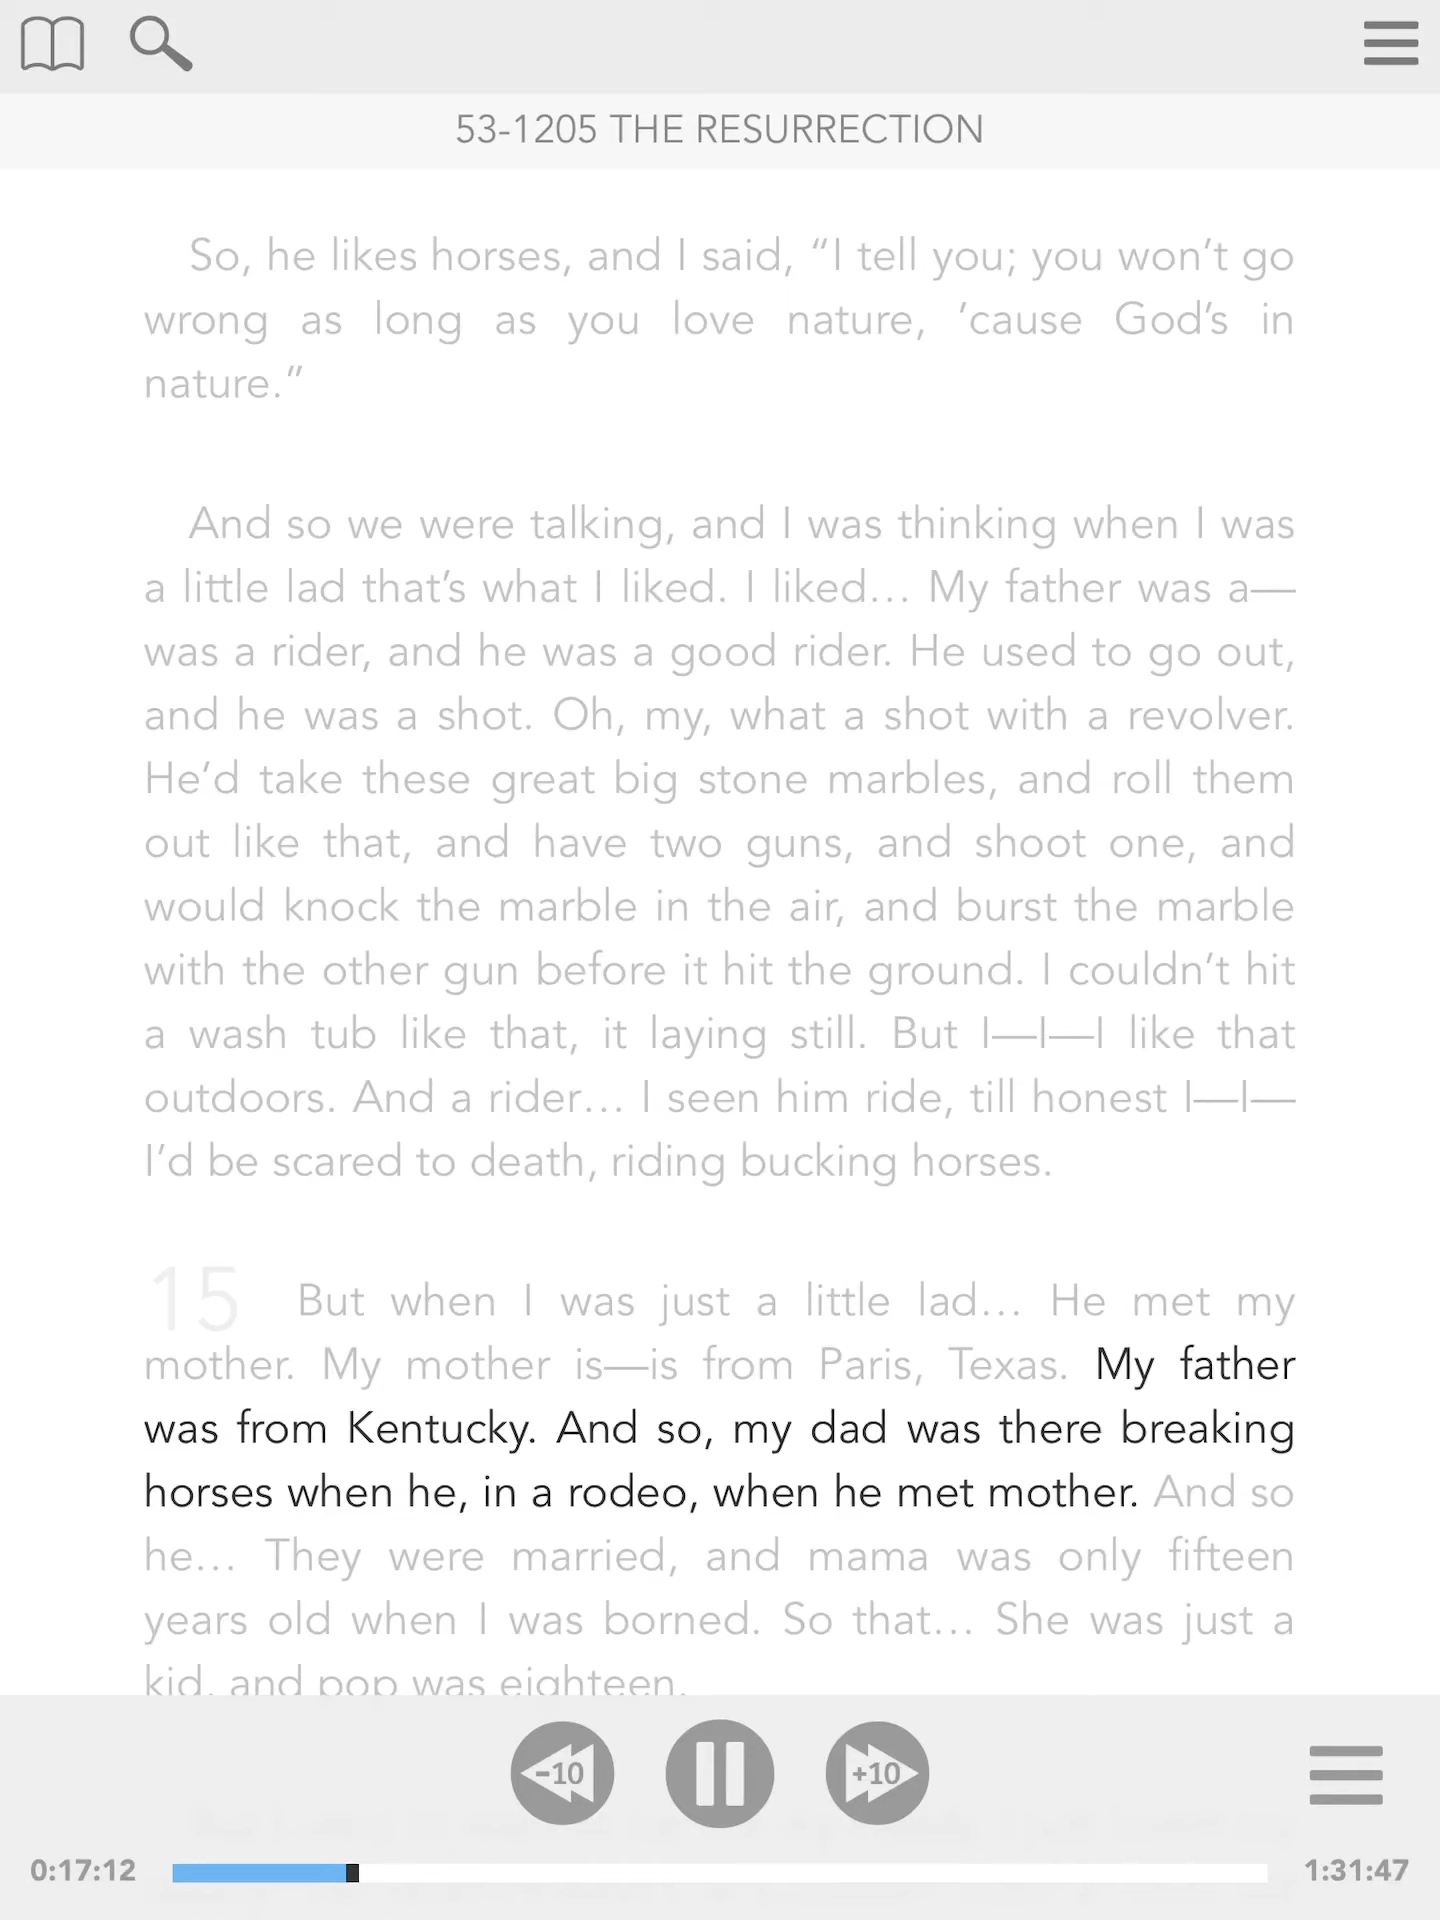 53-1205 THE RESURRECTION
So, he likes horses, and I said, “I tell you; you won’t go
wrong as long as you love nature, ’cause God’s in
nature.”
And so we were talking, and I was thinking when I was
a little lad that’s what I liked. I liked… My father was a—
was a rider, and he was a good rider. He used to go out,
and he was a shot. Oh, my, what a shot with a revolver.
He’d take these great big stone marbles, and roll them
out like that, and have two guns, and shoot one, and
would knock the marble in the air, and burst the marble
with the other gun before it hit the ground. I couldn’t hit
a wash tub like that, it laying still. But I—I—I like that
outdoors. And a rider… I seen him ride, till honest I—I—
I’d be scared to death, riding bucking horses.
15 But when I was just a little lad… He met my
mother. My mother is—is from Paris, Texas. My father
was from Kentucky. And so, my dad was there breaking
horses when he, in a rodeo, when he met mother. And so
he… They were married, and mama was only fifteen
years old when I was borned. So that… She was just a
kid, and pop was eighteen.
-10 +10
0:17:12 1:31:47